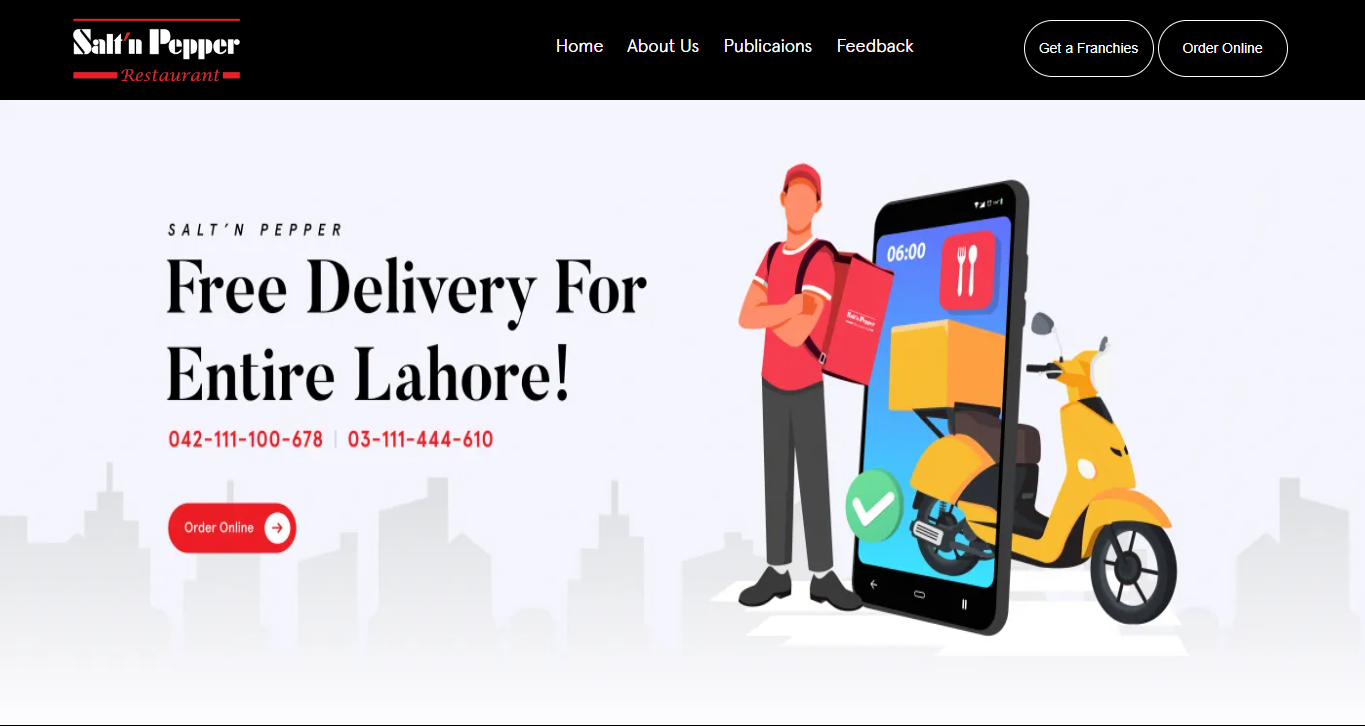 Salt'n Pepper
Restaurant
Home About Us Publicaions Feedback
Get a Franchies Order Online
SALT'N PEPPER
Free Delivery For
Entire Lahore!
042-111-100-678 | 03-111-444-610
Order Online
06:00
Salt'n Pepper